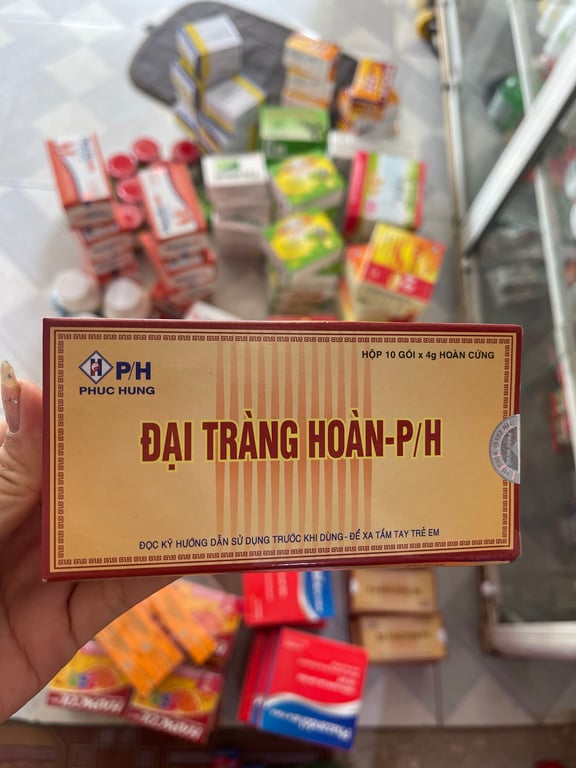 HỘP 10 GÓI x 4g HOÀN CỨNG
P/H
PHUC HUNG
ĐẠI TRÀNG HOÀN-P/H
ĐỌC KỸ HƯỚNG DẪN SỬ DỤNG TRƯỚC KHI DÙNG - ĐỂ XA TẦM TAY TRẺ EM